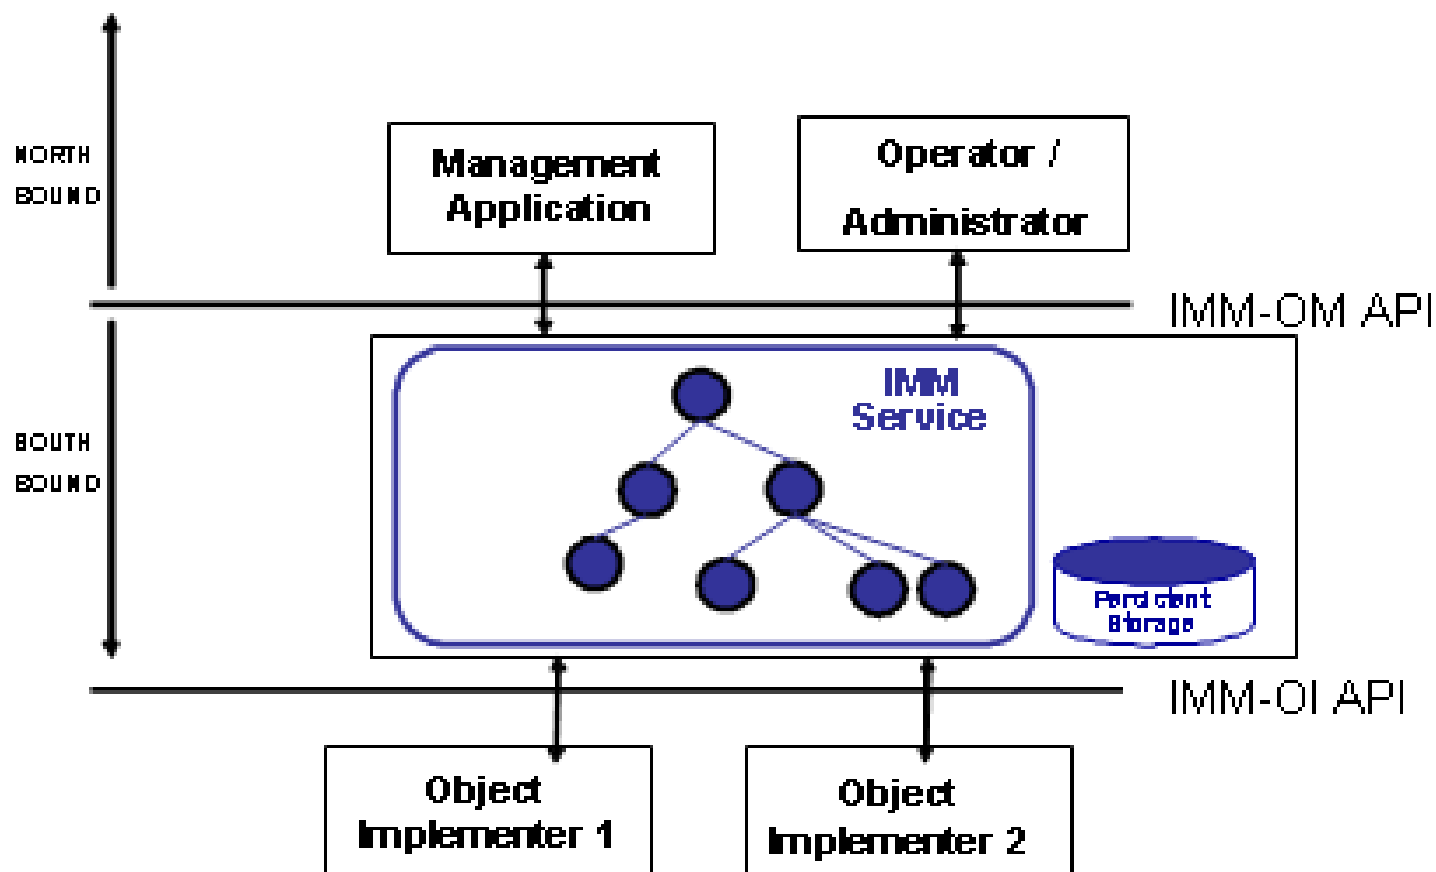 NORTH
BOUND
Management
Application
Operator /
Administrator
IMM-OM API
IMM
Service
SOUTH
BOUND
Persistent
Storage
IMM-OI API
Object
Implementer 1
Object
Implementer 2